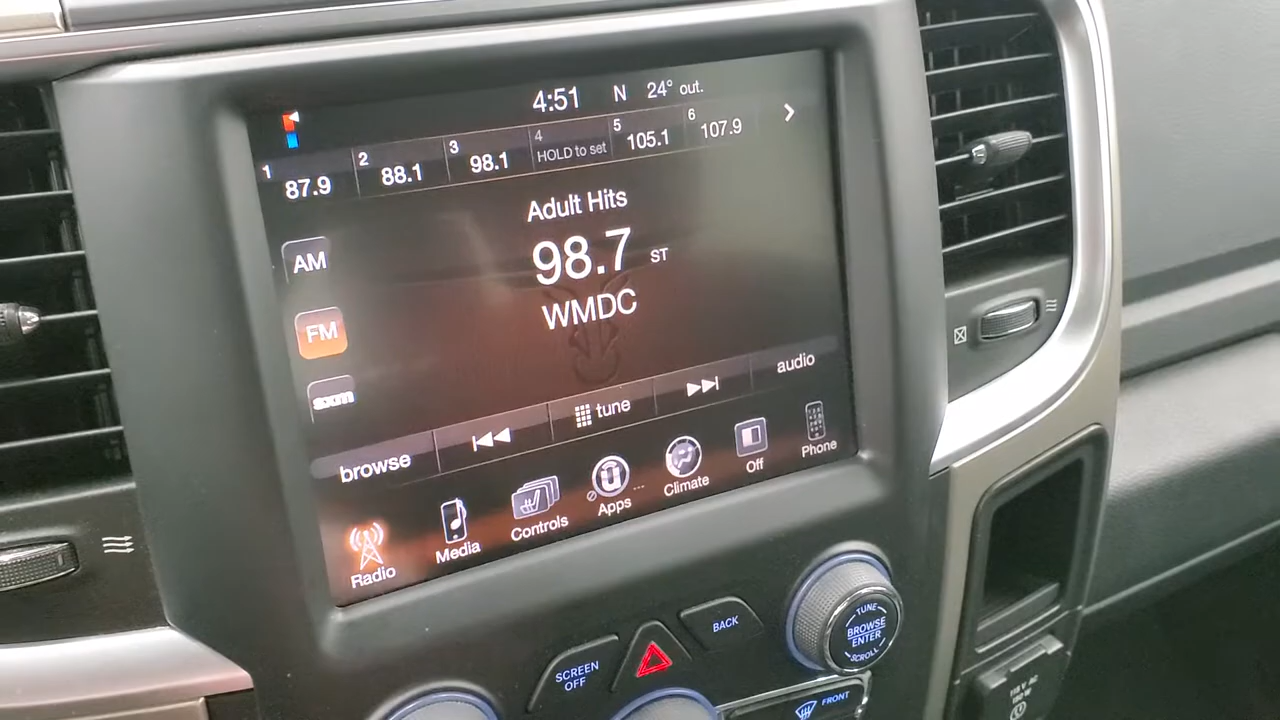 4:51 N 24° out.
1 87.9 2 88.1 3 98.1 4 HOLD to set 5 105.1 6 107.9
Adult Hits
98.7 ST
WMDC
AM
FM
sxm
browse tune audio
Radio Media Controls Apps Climate Off Phone
SCREEN OFF
BACK
TUNE
BROWSE
ENTER
SCROLL
FRONT
115 V AC